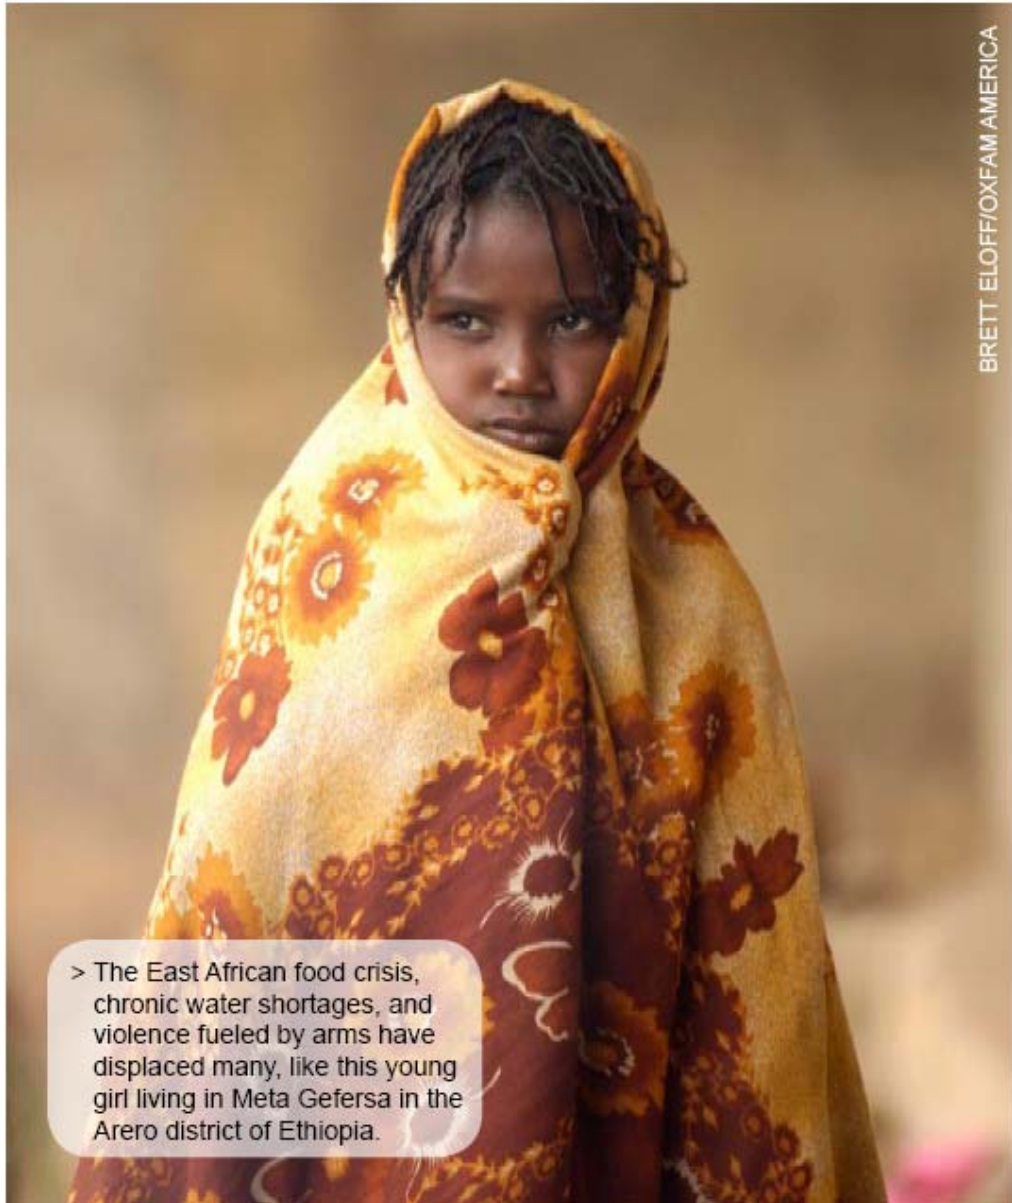 BRETT ELOFF/OXFAM AMERICA
> The East African food crisis,
chronic water shortages, and
violence fueled by arms have
displaced many, like this young
girl living in Meta Gefersa in the
Arero district of Ethiopia.